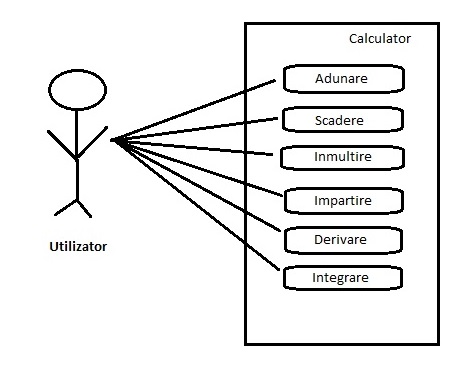 Calculator
Adunare
Scadere
Inmultire
Impartire
Derivare
Integrare
Utilizator